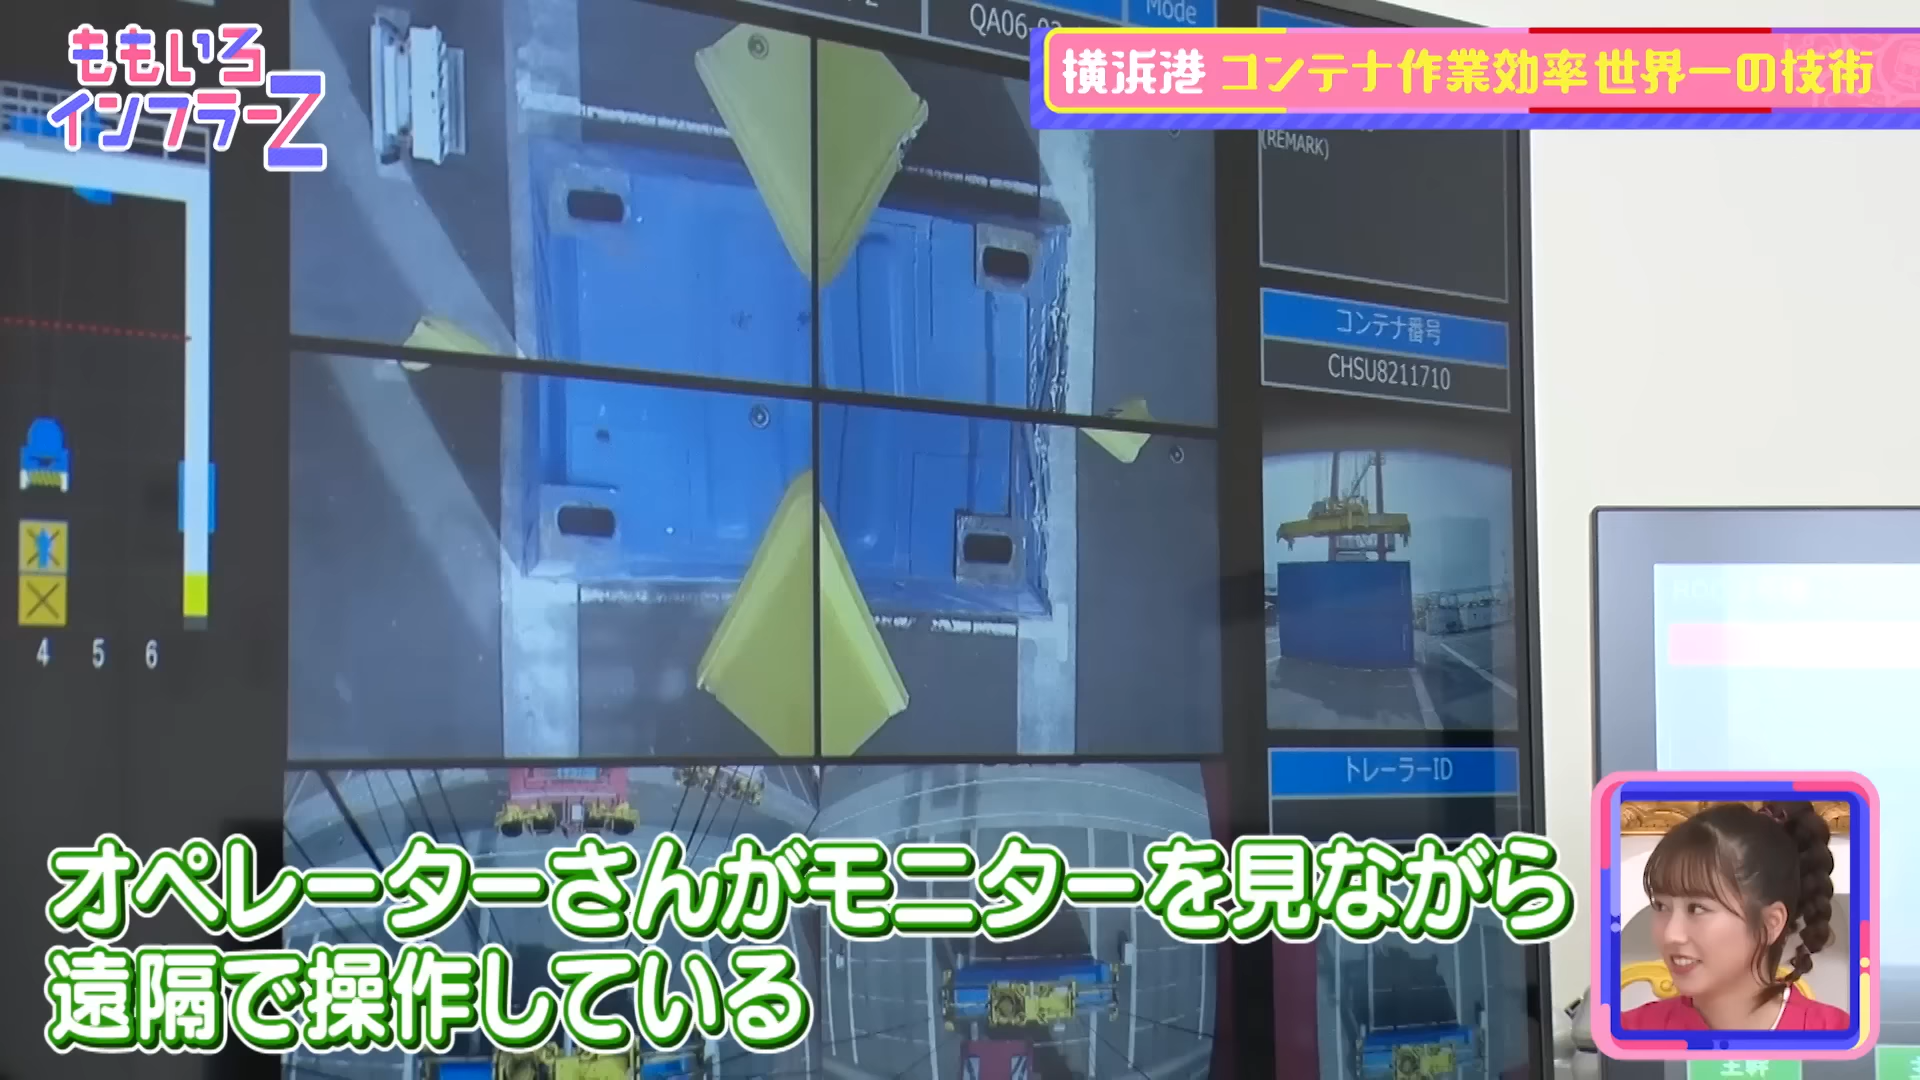 ももいろ
インフラーZ
QA06-
Mode
横浜港 コンテナ作業効率世界一の技術
(REMARK)
コンテナ番号
CHSU8211710
4 5 6
トレーラーID
オペレーターさんがモニターを見ながら
遠隔で操作している